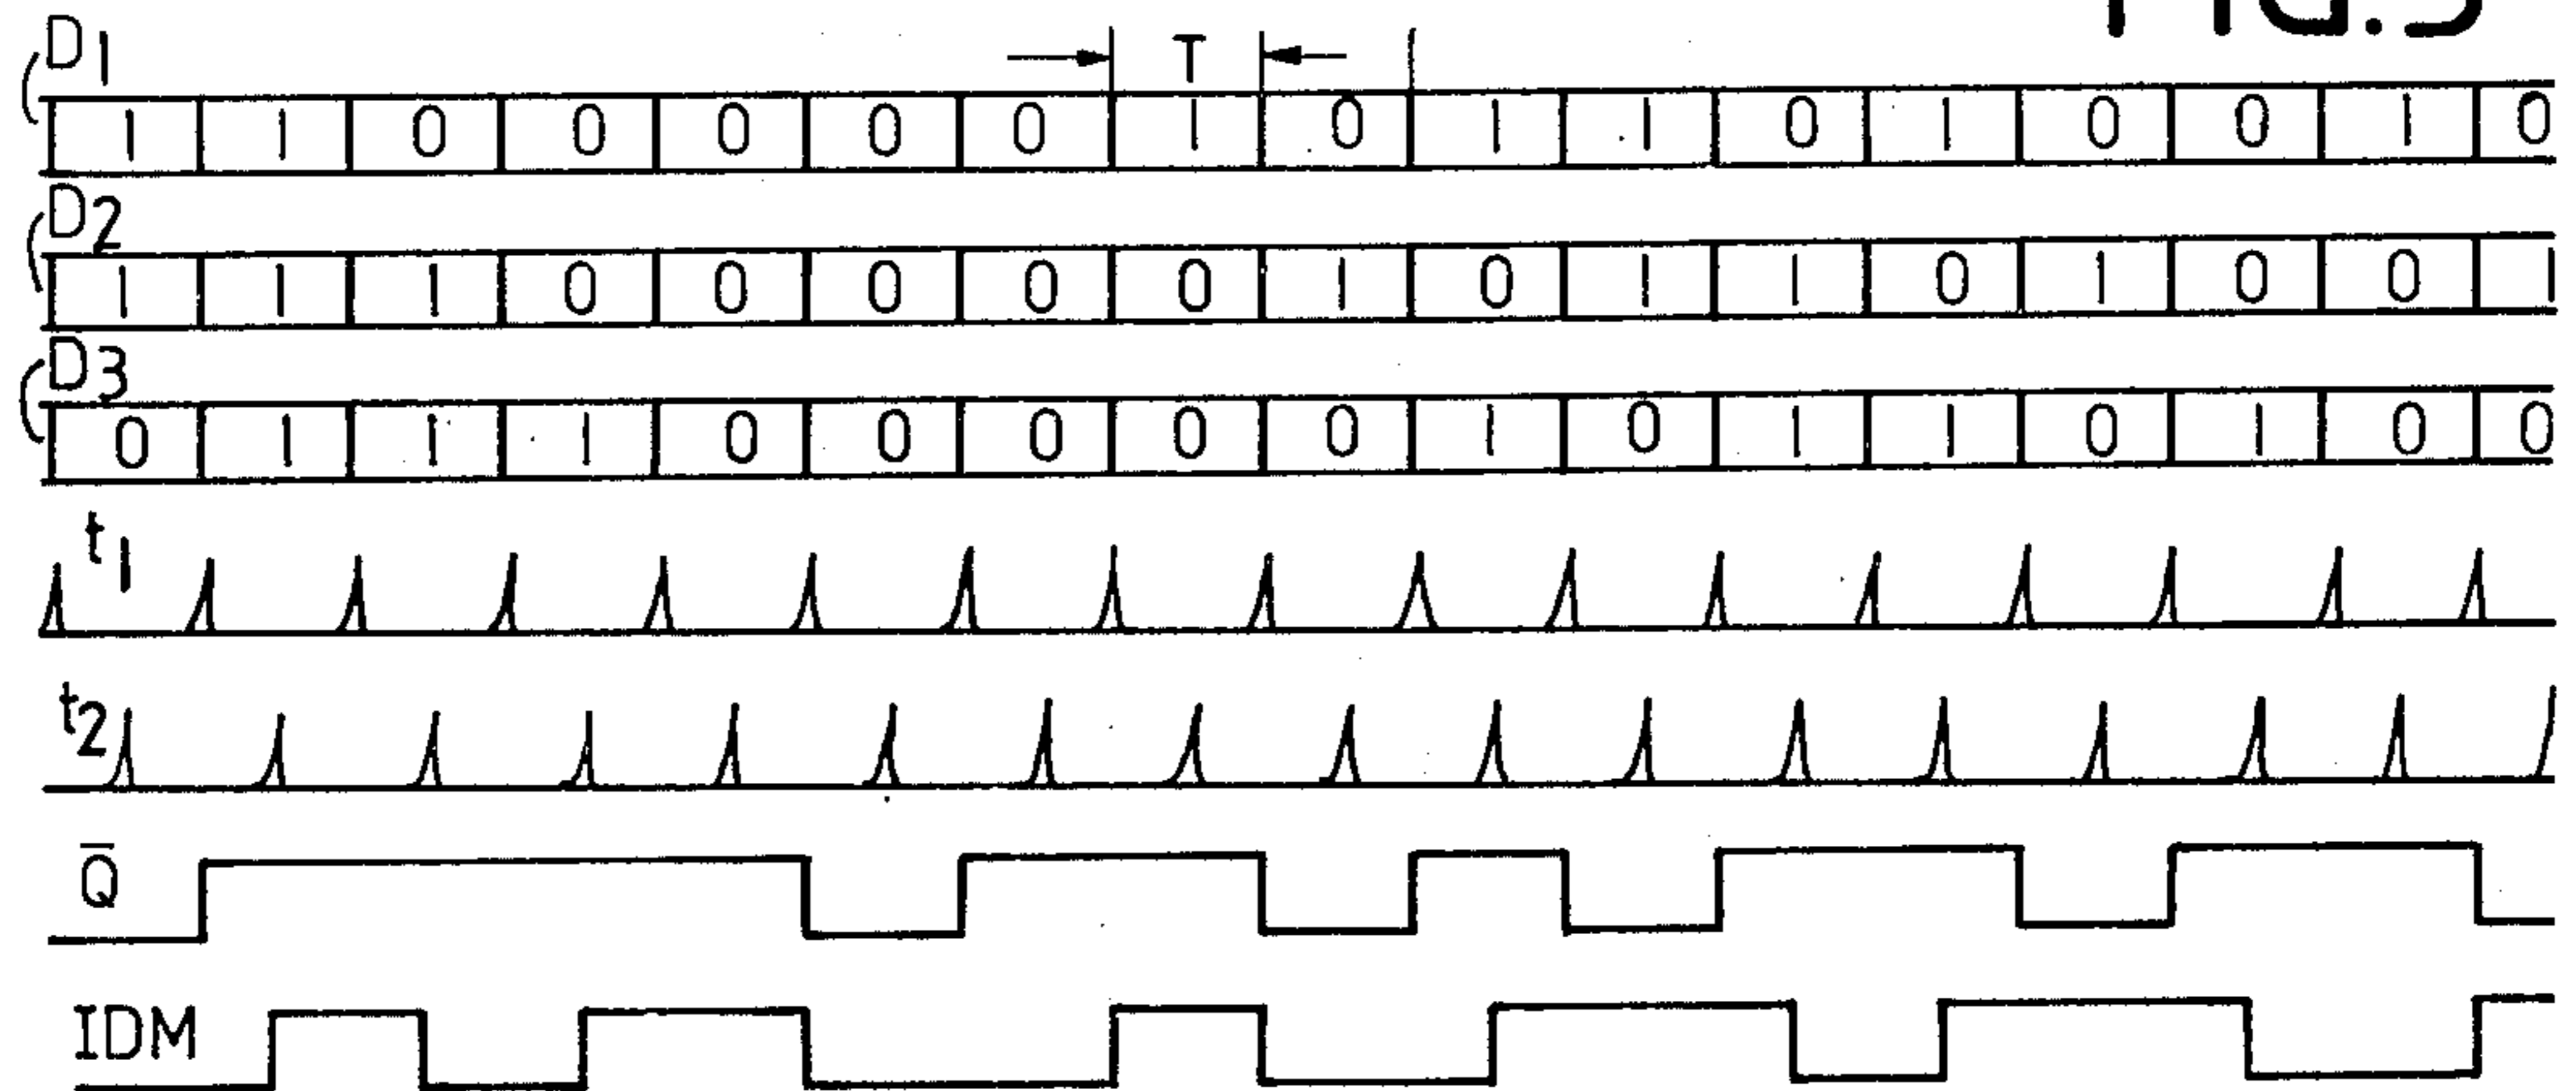 FIG.5
D1
T
1 1 0 0 0 0 0 1 0 1 1 0 1 0 0 1 0
D2
1 1 1 0 0 0 0 0 1 0 1 1 0 1 0 0 1
D3
0 1 1 1 0 0 0 0 0 1 0 1 1 0 1 0 0
t1
t2
Q̅
IDM